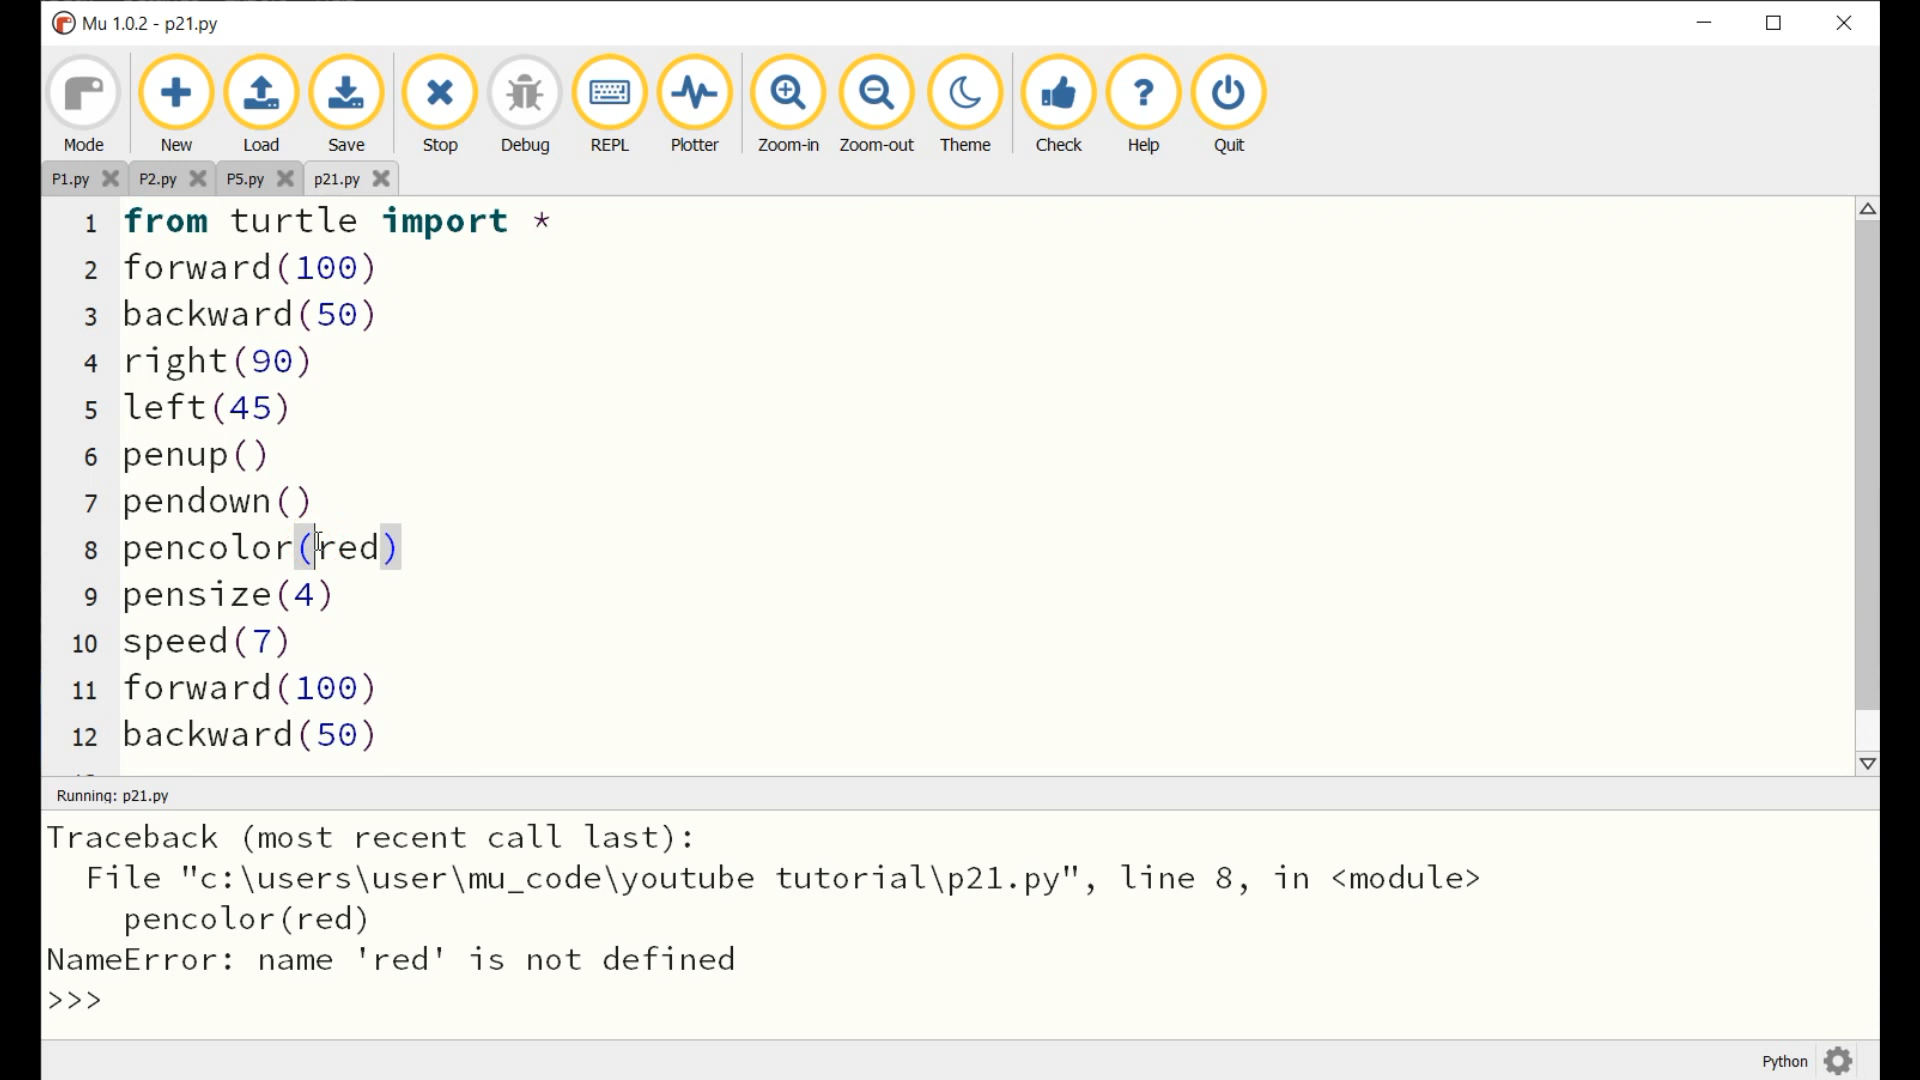 Mu 1.0.2 - p21.py
Mode New Load Save Stop Debug REPL Plotter Zoom-in Zoom-out Theme Check Help Quit
P1.py P2.py P5.py p21.py
1 from turtle import *
2 forward(100)
3 backward(50)
4 right(90)
5 left(45)
6 penup()
7 pendown()
8 pencolor(red)
9 pensize(4)
10 speed(7)
11 forward(100)
12 backward(50)
Running: p21.py
Traceback (most recent call last):
File "c:\users\user\mu_code\youtube tutorial\p21.py", line 8, in <module>
pencolor(red)
NameError: name 'red' is not defined
>>>
Python